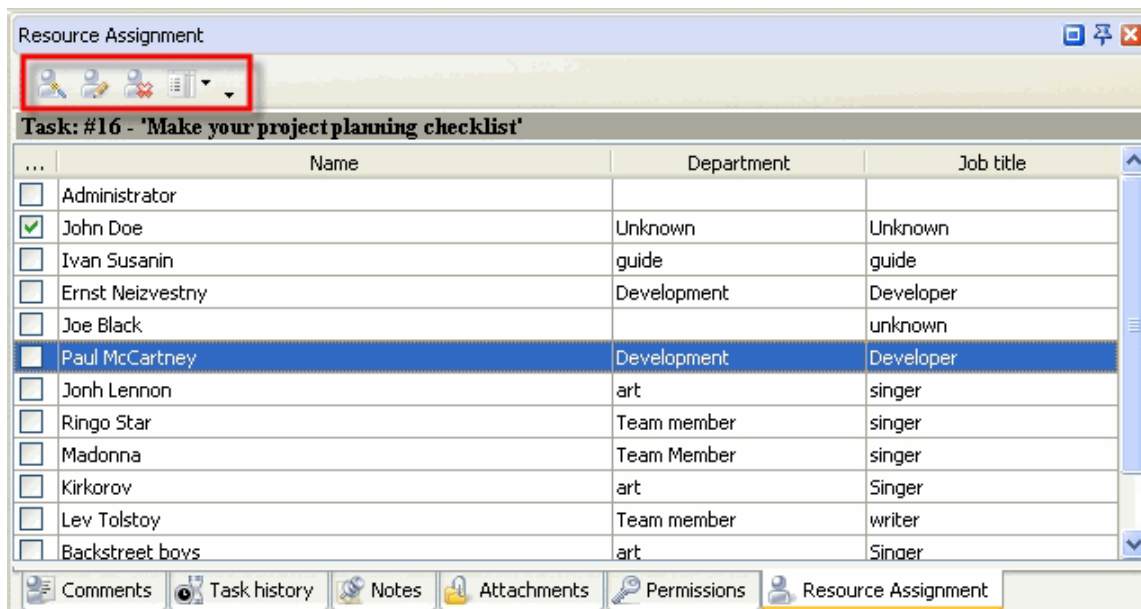 Resource Assignment
Task: #16 - 'Make your project planning checklist'
... Name Department Job title
Administrator
John Doe Unknown Unknown
Ivan Susanin guide guide
Ernst Neizvestny Development Developer
Joe Black unknown
Paul McCartney Development Developer
Jonh Lennon art singer
Ringo Star Team member singer
Madonna Team Member singer
Kirkorov art Singer
Lev Tolstoy Team member writer
Backstreet boys art Singer
Comments Task history Notes Attachments Permissions Resource Assignment